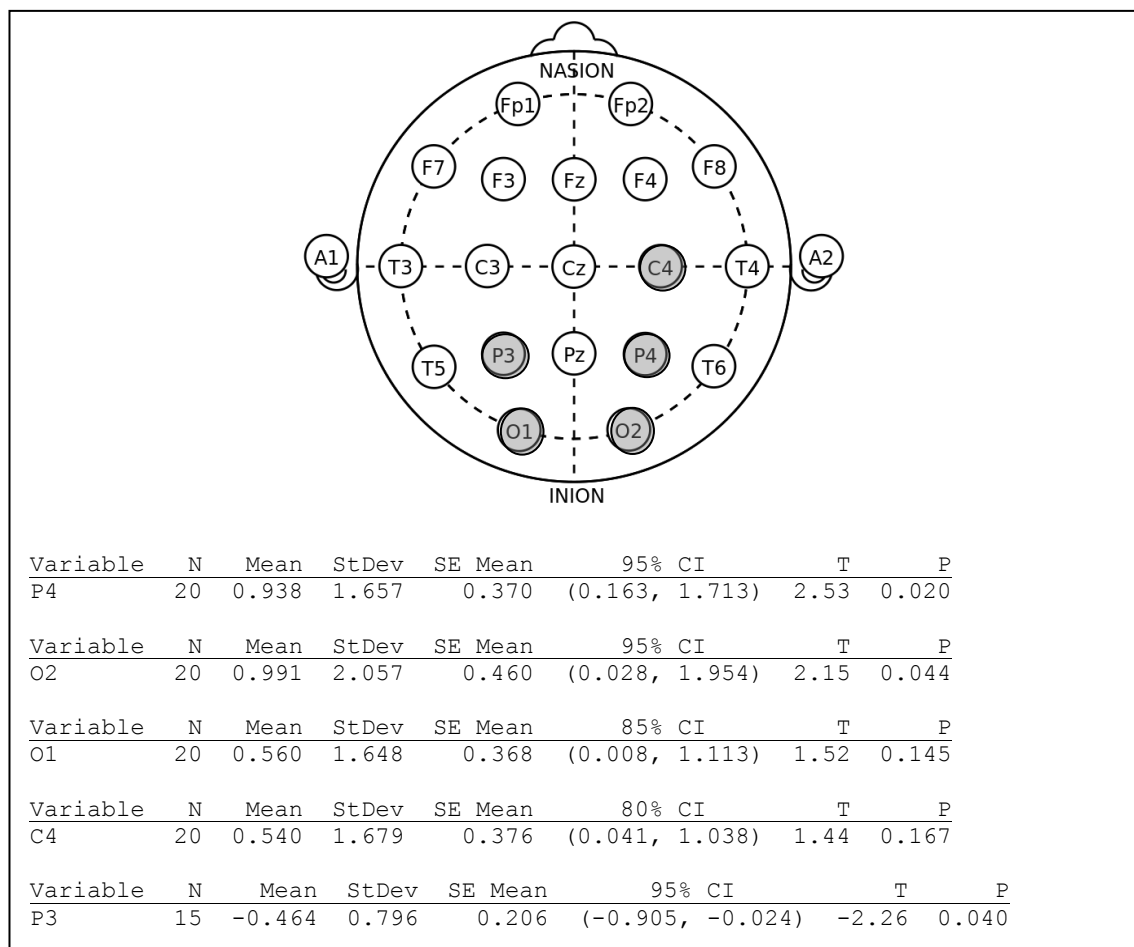 NASION
Fp1 Fp2
F7 F3 Fz F4 F8
A1 T3 C3 Cz C4 T4 A2
T5 P3 Pz P4 T6
O1 O2
INION
Variable N Mean StDev SE Mean 95% CI T P
P4 20 0.938 1.657 0.370 (0.163, 1.713) 2.53 0.020
Variable N Mean StDev SE Mean 95% CI T P
O2 20 0.991 2.057 0.460 (0.028, 1.954) 2.15 0.044
Variable N Mean StDev SE Mean 85% CI T P
O1 20 0.560 1.648 0.368 (0.008, 1.113) 1.52 0.145
Variable N Mean StDev SE Mean 80% CI T P
C4 20 0.540 1.679 0.376 (0.041, 1.038) 1.44 0.167
Variable N Mean StDev SE Mean 95% CI T P
P3 15 -0.464 0.796 0.206 (-0.905, -0.024) -2.26 0.040